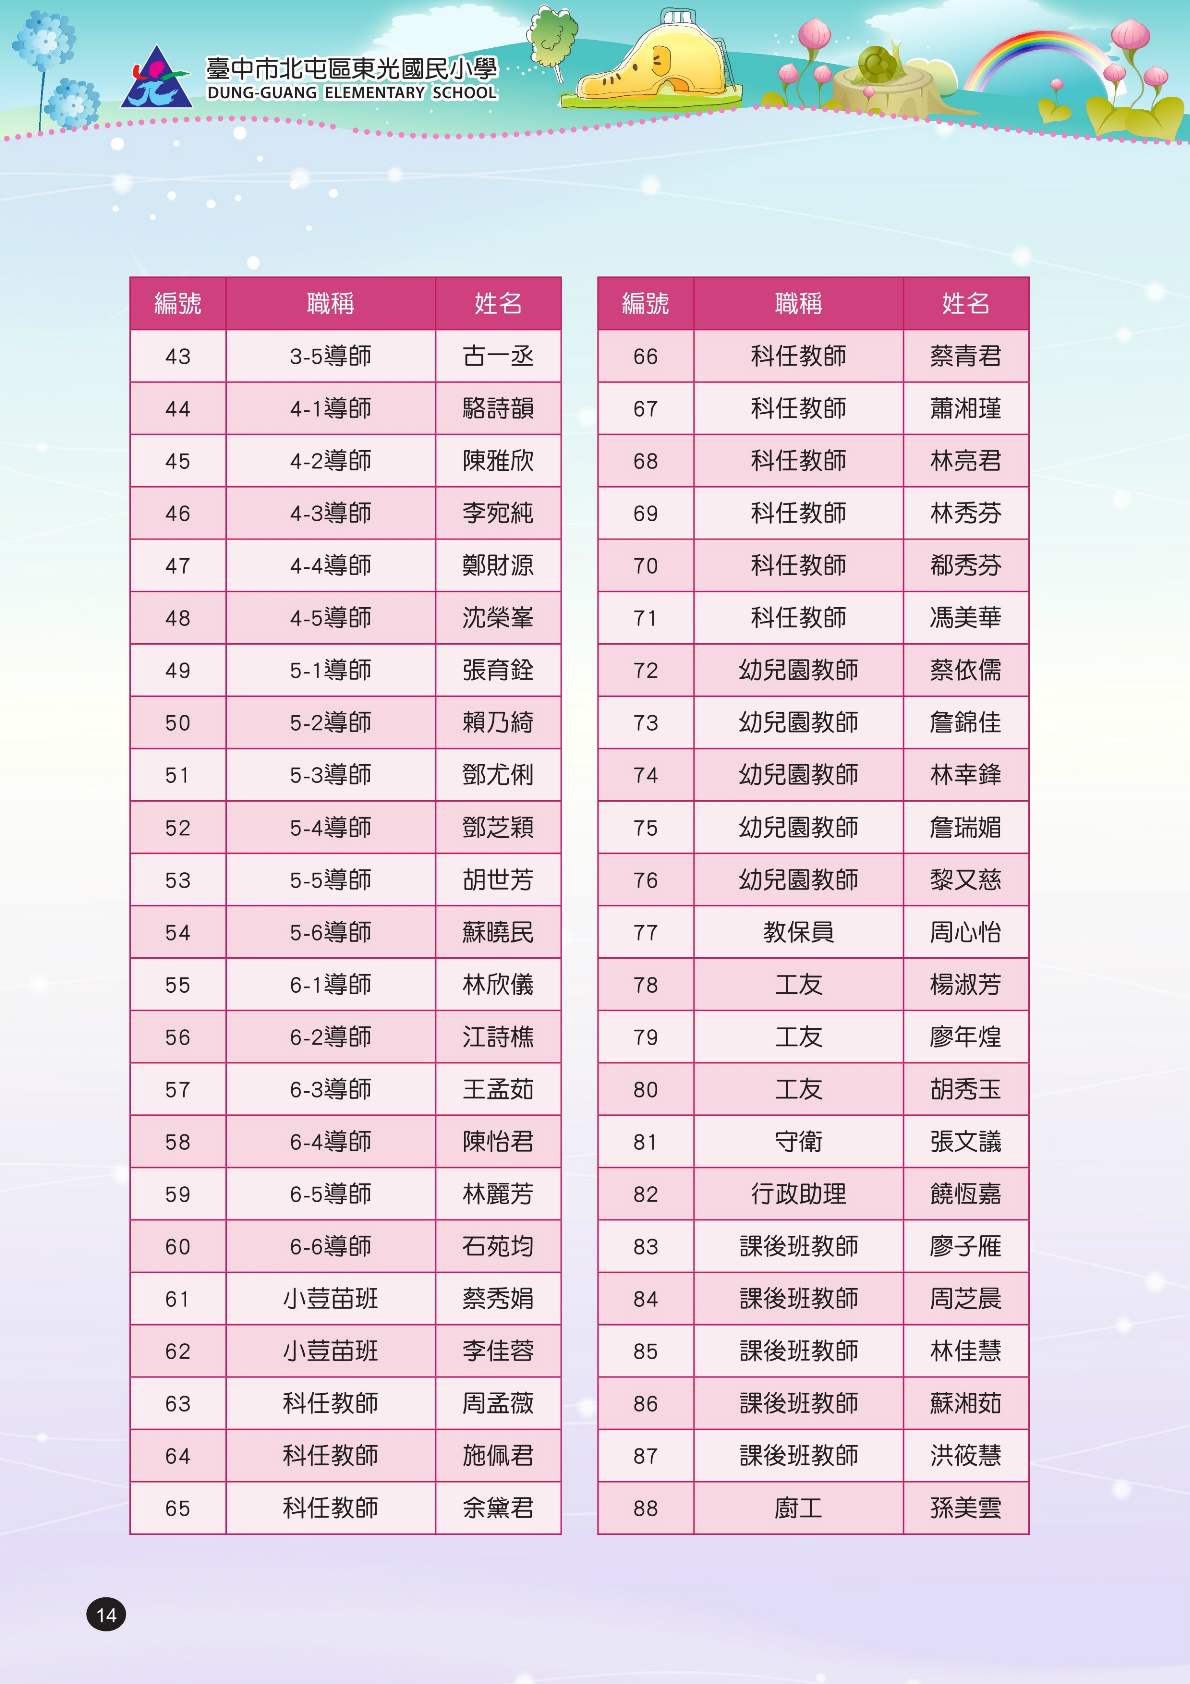 臺中市北屯區東光國民小學
DUNG-GUANG ELEMENTARY SCHOOL
編號 職稱 姓名
43 3-5導師 古一丞
44 4-1導師 駱詩韻
45 4-2導師 陳雅欣
46 4-3導師 李宛純
47 4-4導師 鄭財源
48 4-5導師 沈榮峯
49 5-1導師 張育銓
50 5-2導師 賴乃綺
51 5-3導師 鄧尤俐
52 5-4導師 鄧芝穎
53 5-5導師 胡世芳
54 5-6導師 蘇曉民
55 6-1導師 林欣儀
56 6-2導師 江詩樵
57 6-3導師 王孟茹
58 6-4導師 陳怡君
59 6-5導師 林麗芳
60 6-6導師 石苑均
61 小荳苗班 蔡秀娟
62 小荳苗班 李佳蓉
63 科任教師 周孟薇
64 科任教師 施佩君
65 科任教師 余黛君
編號 職稱 姓名
66 科任教師 蔡青君
67 科任教師 蕭湘瑾
68 科任教師 林亮君
69 科任教師 林秀芬
70 科任教師 郗秀芬
71 科任教師 馮美華
72 幼兒園教師 蔡依儒
73 幼兒園教師 詹錦佳
74 幼兒園教師 林幸鋒
75 幼兒園教師 詹瑞媚
76 幼兒園教師 黎又慈
77 教保員 周心怡
78 工友 楊淑芳
79 工友 廖年煌
80 工友 胡秀玉
81 守衛 張文議
82 行政助理 饒恆嘉
83 課後班教師 廖子雁
84 課後班教師 周芝晨
85 課後班教師 林佳慧
86 課後班教師 蘇湘茹
87 課後班教師 洪筱慧
88 廚工 孫美雲
14